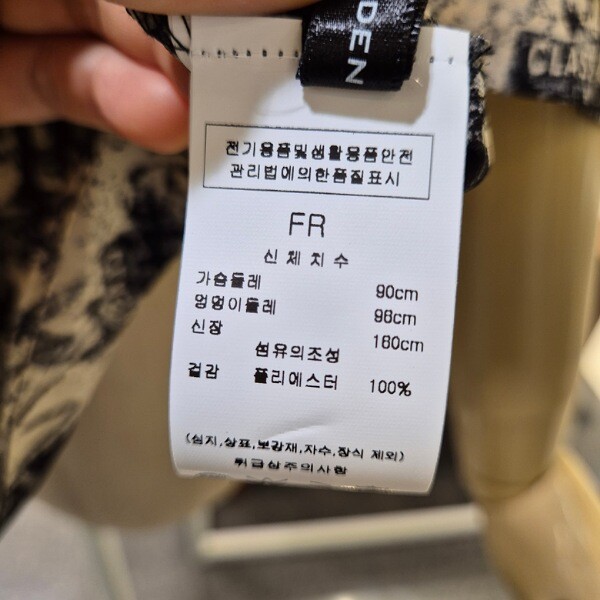 DEN
CLA
전기용품및생활용품안전
관리법에의한품질표시
FR
신체치수
가슴둘레 90cm
엉덩이둘레 96cm
신장 160cm
섬유의조성
겉감 폴리에스터 100%
(심지,상표,보강재,자수,장식 제외)
취급상주의사항